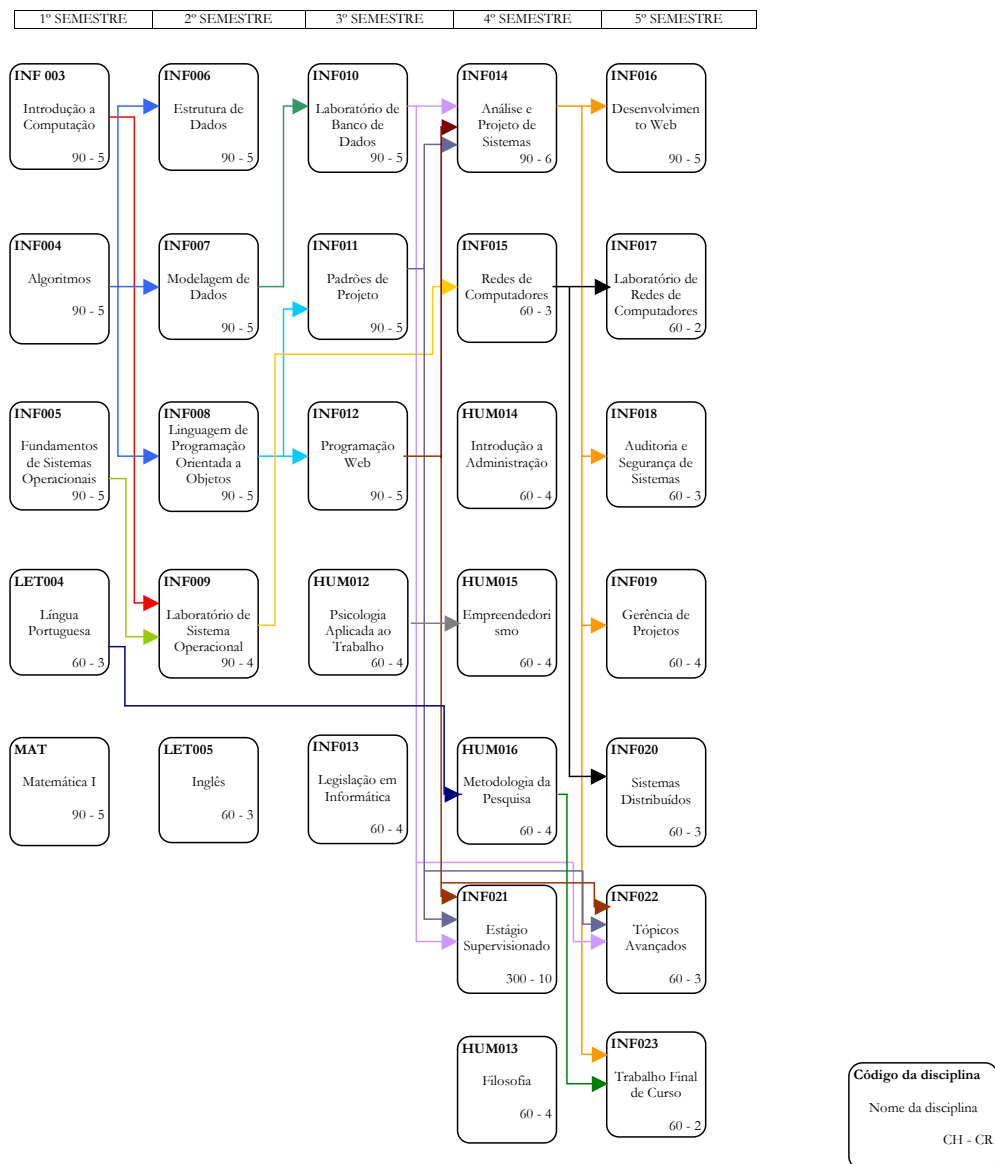 1º SEMESTRE
2º SEMESTRE
3º SEMESTRE
4º SEMESTRE
5º SEMESTRE
INF 003
Introdução a
Computação
90 - 5
INF006
Estrutura de
Dados
90 - 5
INF010
Laboratório de
Banco de
Dados
90 - 5
INF014
Análise e
Projeto de
Sistemas
90 - 6
INF016
Desenvolvimen
to Web
90 - 5
INF004
Algoritmos
90 - 5
INF007
Modelagem de
Dados
90 - 5
INF011
Padrões de
Projeto
90 - 5
INF015
Redes de
Computadores
60 - 3
INF017
Laboratório de
Redes de
Computadores
60 - 2
INF005
Fundamentos
de Sistemas
Operacionais
90 - 5
INF008
Linguagem de
Programação
Orientada a
Objetos
90 - 5
INF012
Programação
Web
90 - 5
HUM014
Introdução a
Administração
60 - 4
INF018
Auditoria e
Segurança de
Sistemas
60 - 3
LET004
Língua
Portuguesa
60 - 3
INF009
Laboratório de
Sistema
Operacional
90 - 4
HUM012
Psicologia
Aplicada ao
Trabalho
60 - 4
HUM015
Empreendedori
smo
60 - 4
INF019
Gerência de
Projetos
60 - 4
MAT
Matemática I
90 - 5
LET005
Inglês
60 - 3
INF013
Legislação em
Informática
60 - 4
HUM016
Metodologia da
Pesquisa
60 - 4
INF020
Sistemas
Distribuídos
60 - 3
INF021
Estágio
Supervisionado
300 - 10
INF022
Tópicos
Avançados
60 - 3
HUM013
Filosofia
60 - 4
INF023
Trabalho Final
de Curso
60 - 2
Código da disciplina
Nome da disciplina
CH - CR